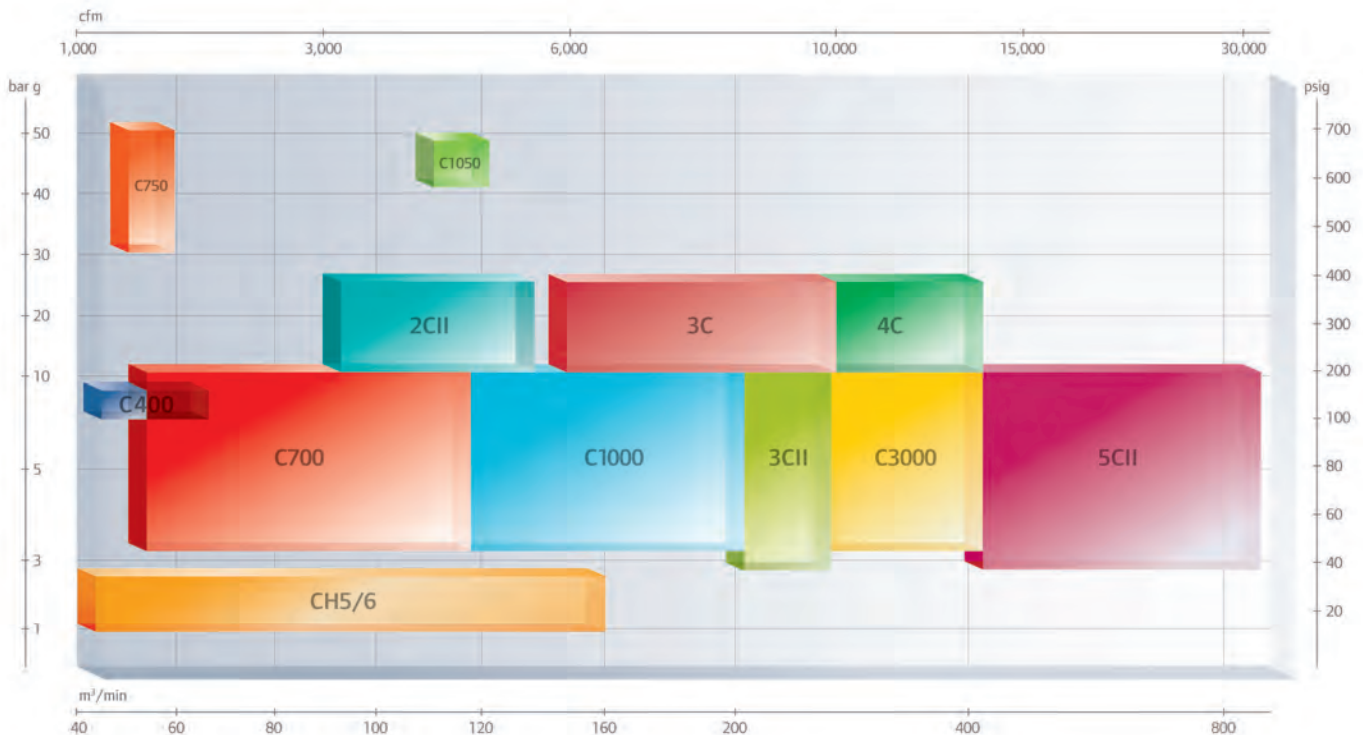 cfm
1,000 3,000 6,000 10,000 15,000 30,000
bar g psig
50 700
C750 C1050
40 600
30 500
400
20 2CII 3C 4C 300
10 200
C400 100
C700 C1000 3CII C3000 5CII
5 80
60
3 40
CH5/6 20
1
m³/min
40 60 80 100 120 160 200 400 800